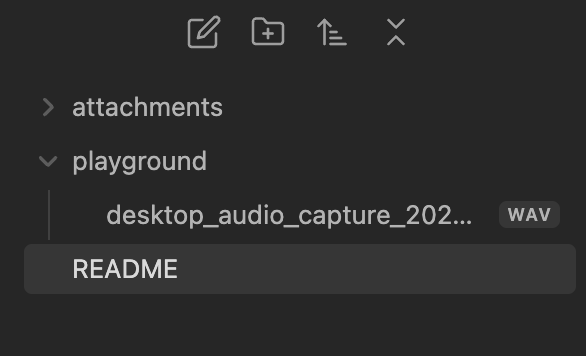 attachments
playground
desktop_audio_capture_202... WAV
README